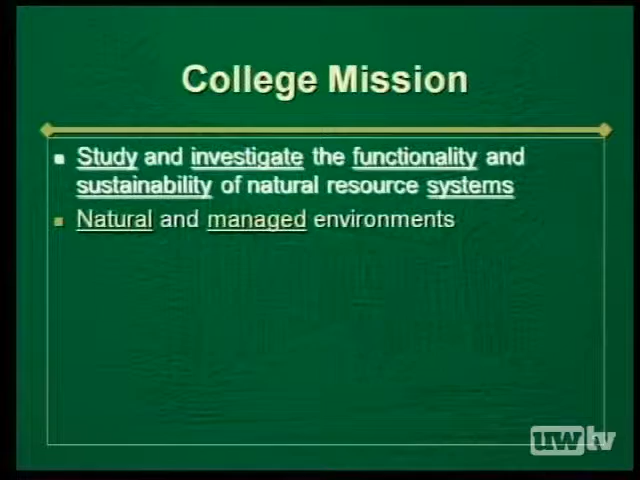 College Mission
Study and investigate the functionality and
sustainability of natural resource systems
Natural and managed environments
uwtv